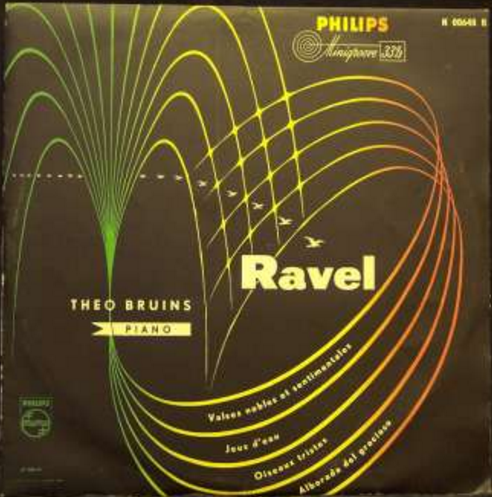 PHILIPS
N 00648 R
Minigroove 33⅓
Ravel
THEO BRUINS
PIANO
Valses nobles et sentimentales
Jeux d'eau
Oiseaux tristes
Alborada del gracioso
PHILIPS
PHILIPS